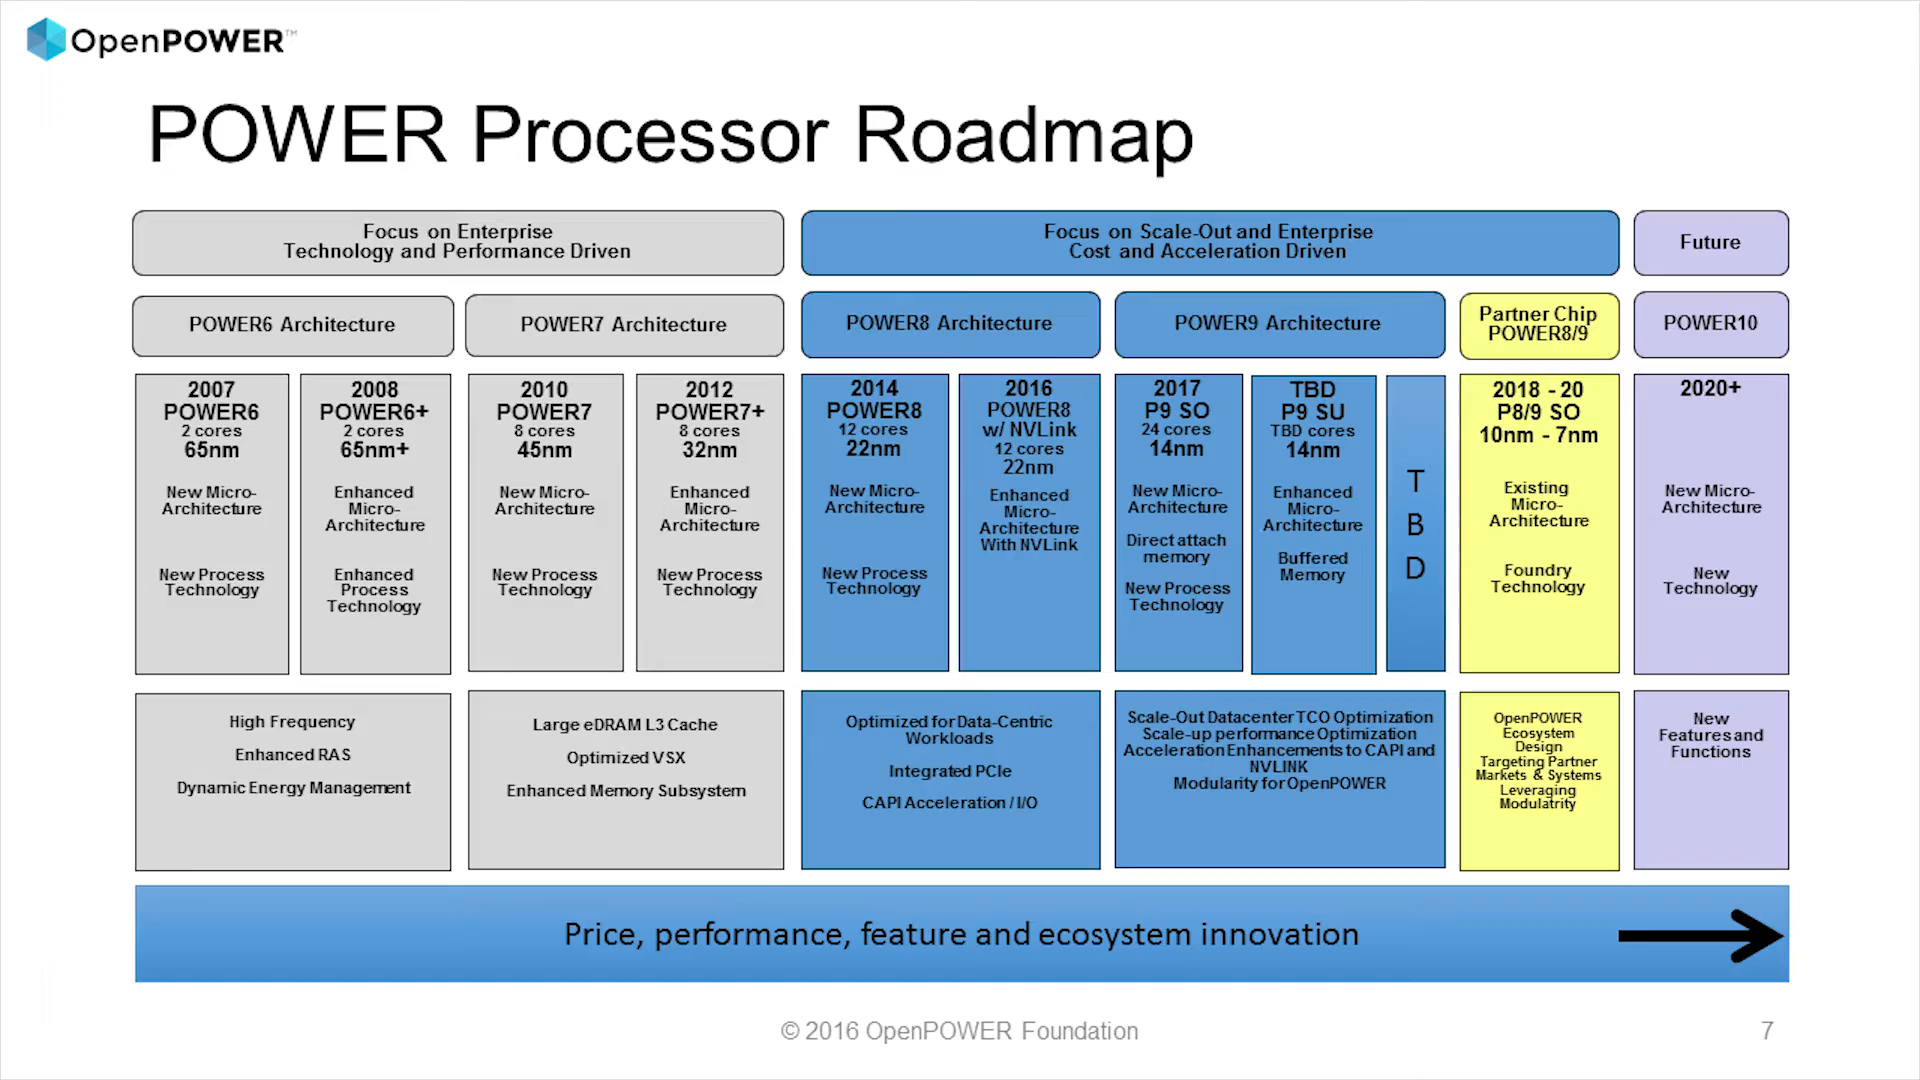 OpenPOWER™
POWER Processor Roadmap
Focus on Enterprise
Technology and Performance Driven
Focus on Scale-Out and Enterprise
Cost and Acceleration Driven
Future
POWER6 Architecture
POWER7 Architecture
POWER8 Architecture
POWER9 Architecture
Partner Chip
POWER8/9
POWER10
2007
POWER6
2 cores
65nm
New Micro-
Architecture
New Process
Technology
2008
POWER6+
2 cores
65nm+
Enhanced
Micro-
Architecture
Enhanced
Process
Technology
2010
POWER7
8 cores
45nm
New Micro-
Architecture
New Process
Technology
2012
POWER7+
8 cores
32nm
Enhanced
Micro-
Architecture
New Process
Technology
2014
POWER8
12 cores
22nm
New Micro-
Architecture
New Process
Technology
2016
POWER8
w/ NVLink
12 cores
22nm
Enhanced
Micro-
Architecture
With NVLink
2017
P9 SO
24 cores
14nm
New Micro-
Architecture
Direct attach
memory
New Process
Technology
TBD
P9 SU
TBD cores
14nm
Enhanced
Micro-
Architecture
Buffered
Memory
T
B
D
2018 - 20
P8/9 SO
10nm - 7nm
Existing
Micro-
Architecture
Foundry
Technology
2020+
New Micro-
Architecture
New
Technology
High Frequency
Enhanced RAS
Dynamic Energy Management
Large eDRAM L3 Cache
Optimized VSX
Enhanced Memory Subsystem
Optimized for Data-Centric
Workloads
Integrated PCIe
CAPI Acceleration / I/O
Scale-Out Datacenter TCO Optimization
Scale-up performance Optimization
Acceleration Enhancements to CAPI and
NVLINK
Modularity for OpenPOWER
OpenPOWER
Ecosystem
Design
Targeting Partner
Markets & Systems
Leveraging
Modulatrity
New
Features and
Functions
Price, performance, feature and ecosystem innovation
© 2016 OpenPOWER Foundation
7